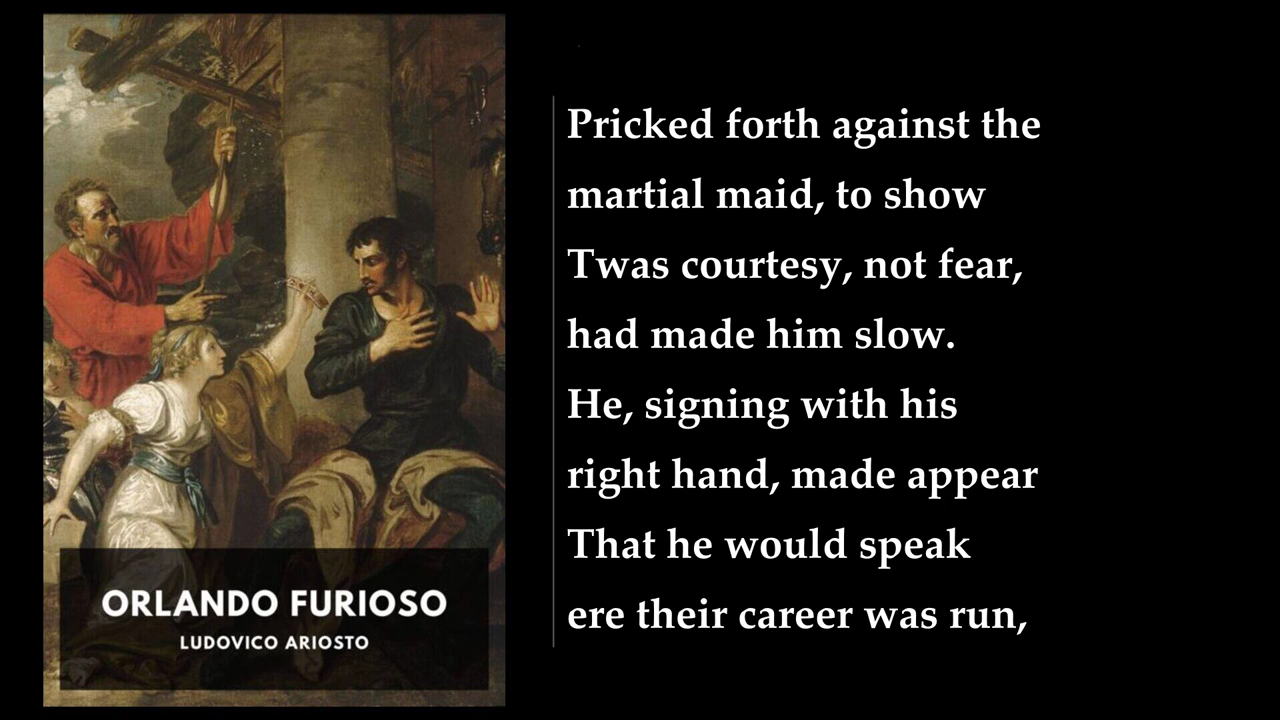 ORLANDO FURIOSO
LUDOVICO ARIOSTO
Pricked forth against the
martial maid, to show
Twas courtesy, not fear,
had made him slow.
He, signing with his
right hand, made appear
That he would speak
ere their career was run,